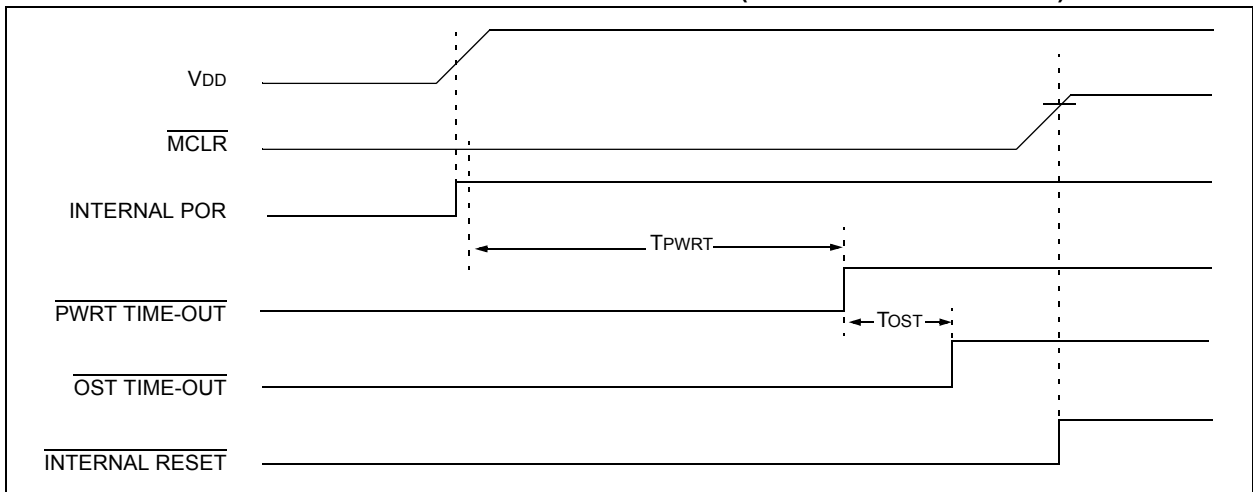 VDD
MCLR
INTERNAL POR
TPWRT
PWRT TIME-OUT
TOST
OST TIME-OUT
INTERNAL RESET